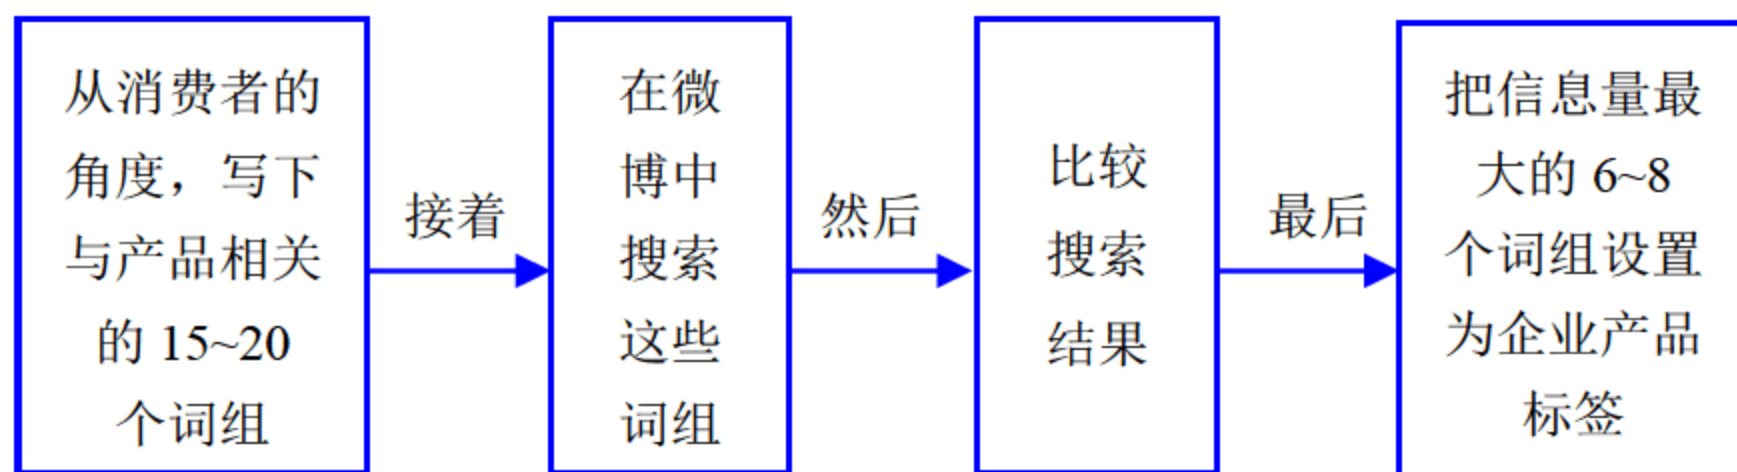 从消费者的
角度，写下
与产品相关
的 15~20
个词组
接着
在微
博中
搜索
这些
词组
然后
比较
搜索
结果
最后
把信息量最
大的 6~8
个词组设置
为企业产品
标签